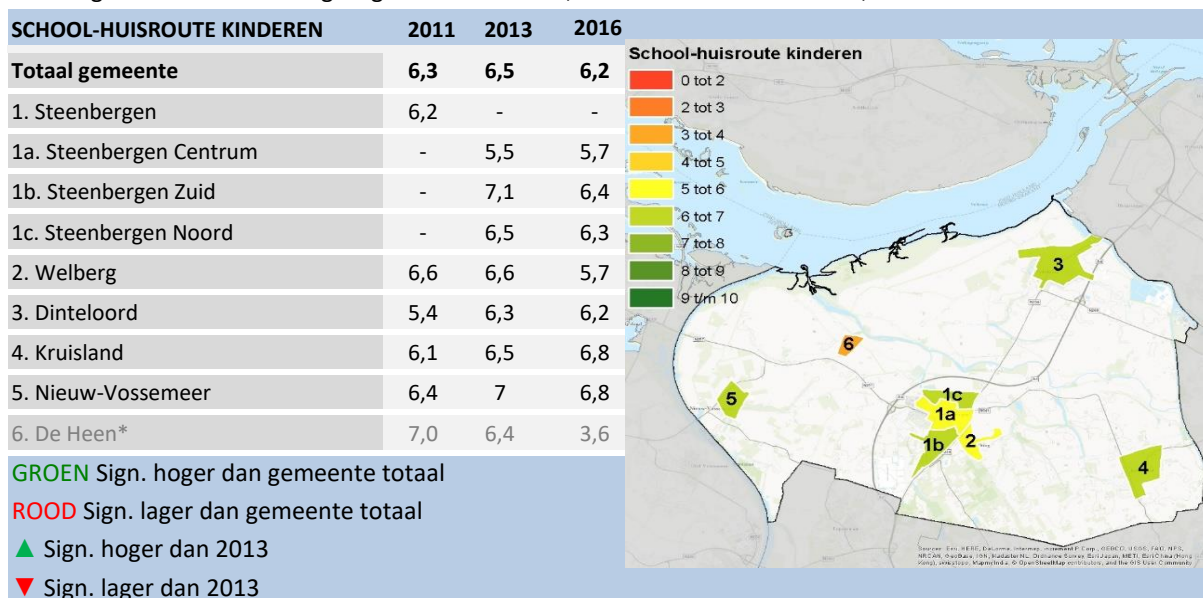 SCHOOL-HUISROUTE KINDEREN 2011 2013 2016
Totaal gemeente 6,3 6,5 6,2
1. Steenbergen 6,2 - -
1a. Steenbergen Centrum - 5,5 5,7
1b. Steenbergen Zuid - 7,1 6,4
1c. Steenbergen Noord - 6,5 6,3
2. Welberg 6,6 6,6 5,7
3. Dinteloord 5,4 6,3 6,2
4. Kruisland 6,1 6,5 6,8
5. Nieuw-Vossemeer 6,4 7 6,8
6. De Heen* 7,0 6,4 3,6
GROEN Sign. hoger dan gemeente totaal
ROOD Sign. lager dan gemeente totaal
▲ Sign. hoger dan 2013
▼ Sign. lager dan 2013
School-huisroute kinderen
0 tot 2
2 tot 3
3 tot 4
4 tot 5
5 tot 6
6 tot 7
7 tot 8
8 tot 9
9 t/m 10
3
6
5
1c
1a
1b
2
4